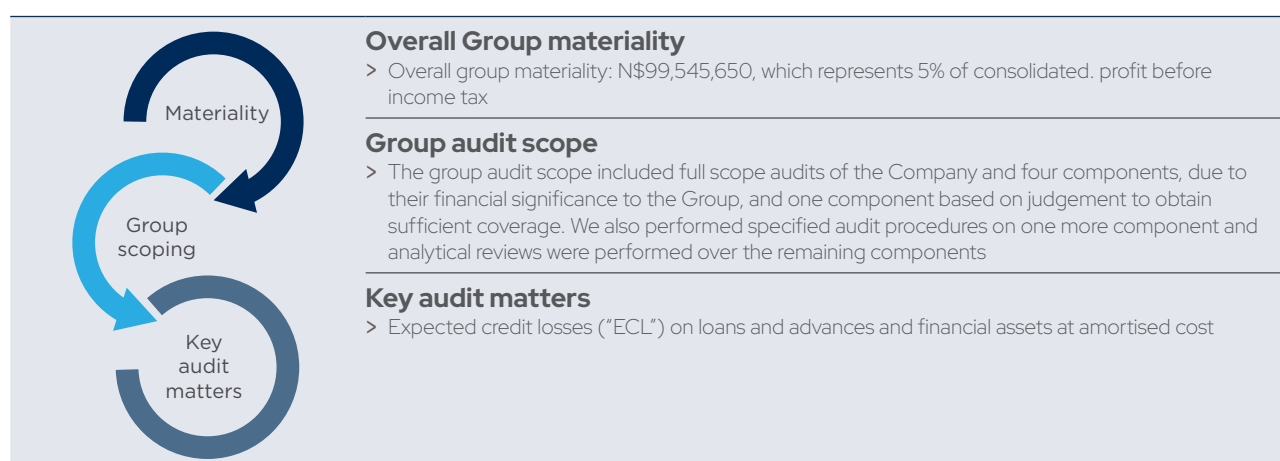 Materiality
Group
scoping
Key
audit
matters
Overall Group materiality
> Overall group materiality: N$99,545,650, which represents 5% of consolidated. profit before
income tax
Group audit scope
> The group audit scope included full scope audits of the Company and four components, due to
their financial significance to the Group, and one component based on judgement to obtain
sufficient coverage. We also performed specified audit procedures on one more component and
analytical reviews were performed over the remaining components
Key audit matters
> Expected credit losses (“ECL”) on loans and advances and financial assets at amortised cost